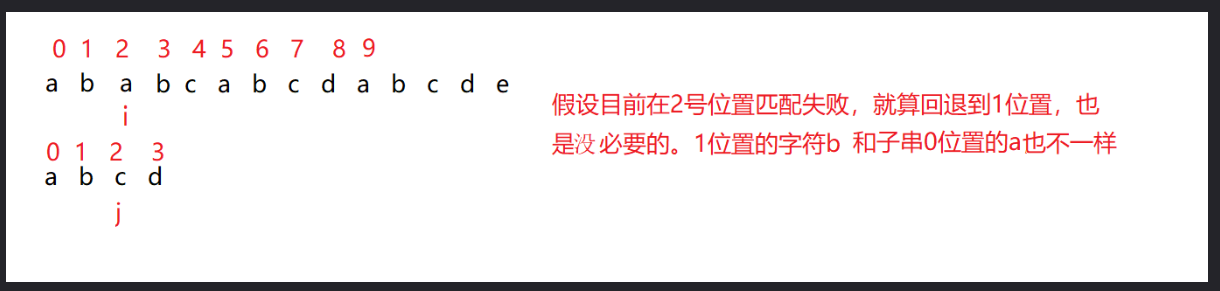 0 1 2 3 4 5 6 7 8 9
a b a b c a b c d a b c d e
i
0 1 2 3
a b c d
j
假设目前在2号位置匹配失败，就算回退到1位置，也
是没必要的。1位置的字符b 和子串0位置的a也不一样